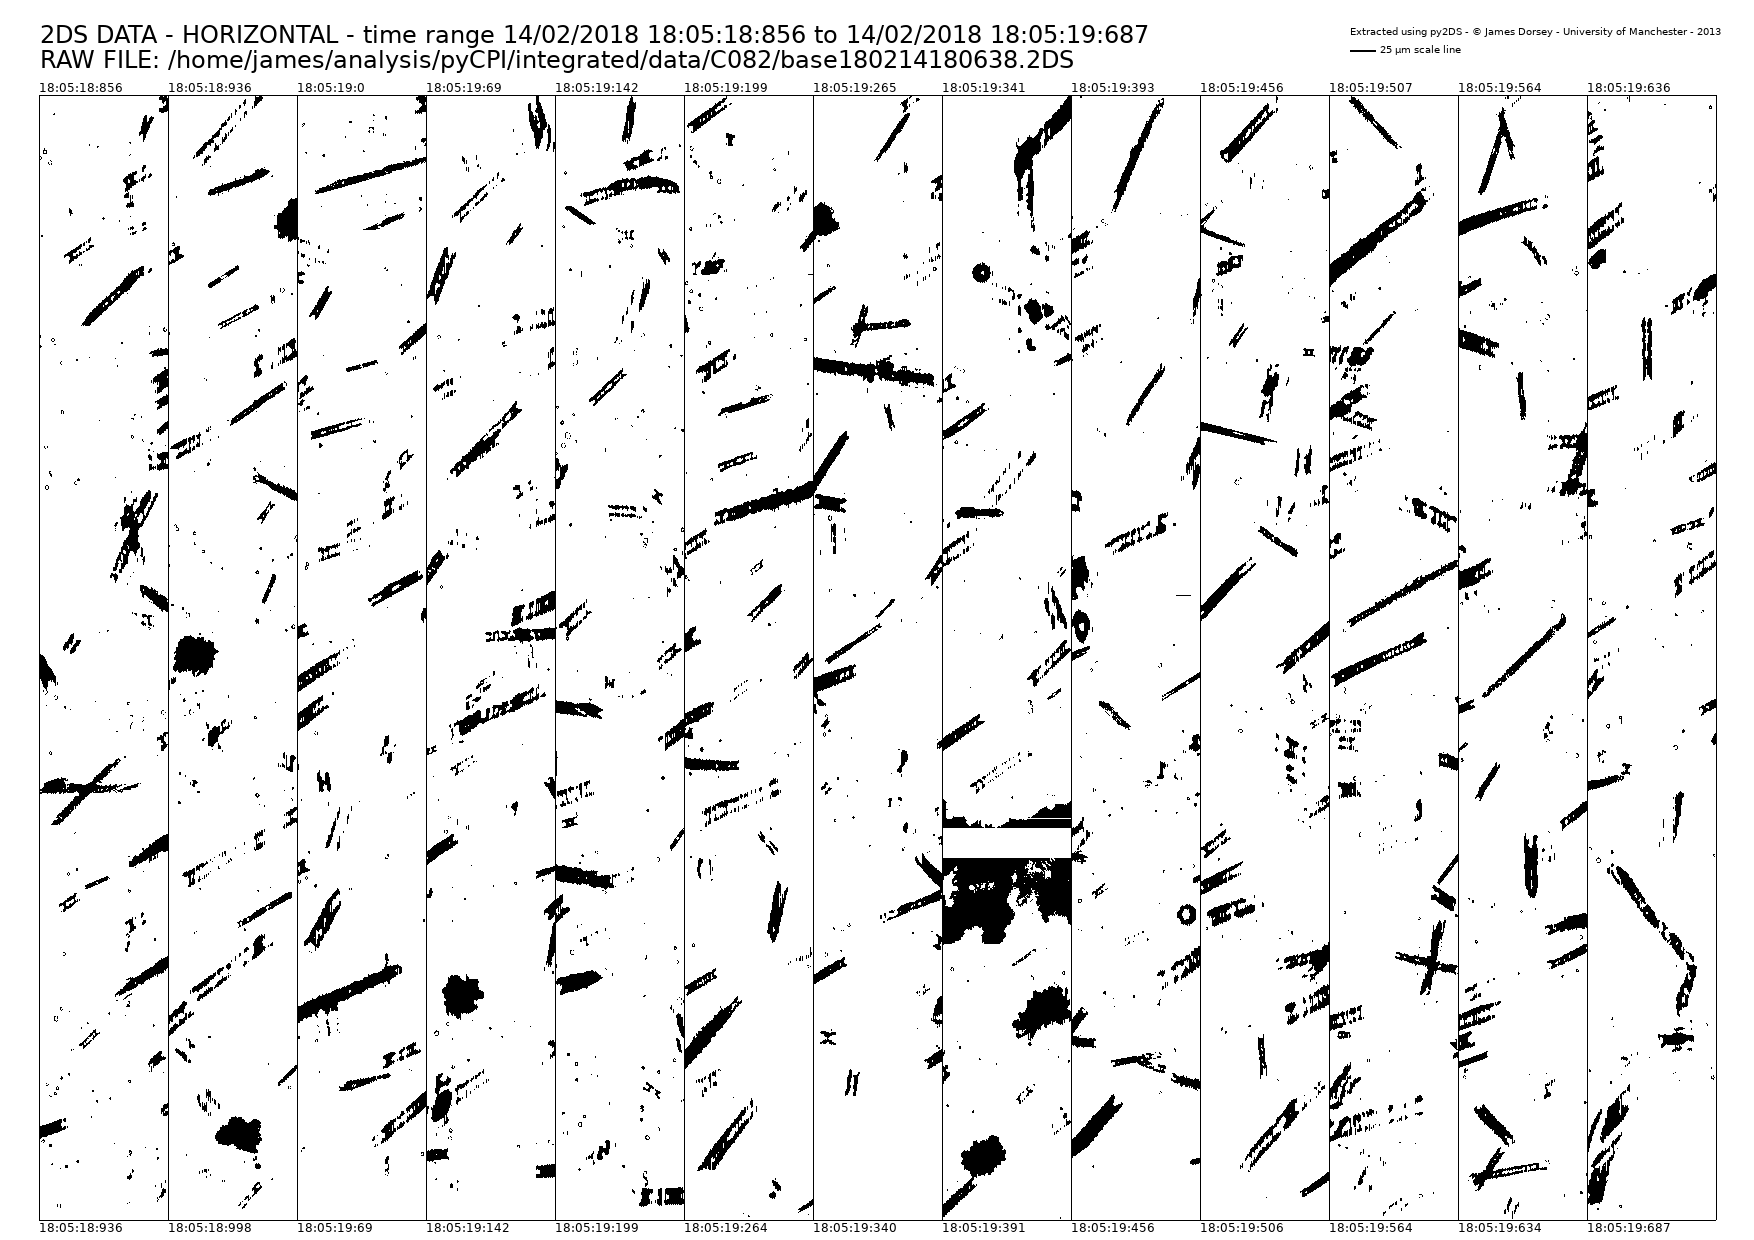 2DS DATA - HORIZONTAL - time range 14/02/2018 18:05:18:856 to 14/02/2018 18:05:19:687
RAW FILE: /home/james/analysis/pyCPI/integrated/data/C082/base180214180638.2DS
Extracted using py2DS - © James Dorsey - University of Manchester - 2013
25 µm scale line
18:05:18:856 18:05:18:936 18:05:19:0 18:05:19:69 18:05:19:142 18:05:19:199 18:05:19:265 18:05:19:341 18:05:19:393 18:05:19:456 18:05:19:507 18:05:19:564 18:05:19:636
18:05:18:936 18:05:18:998 18:05:19:69 18:05:19:142 18:05:19:199 18:05:19:264 18:05:19:340 18:05:19:391 18:05:19:456 18:05:19:506 18:05:19:564 18:05:19:634 18:05:19:687